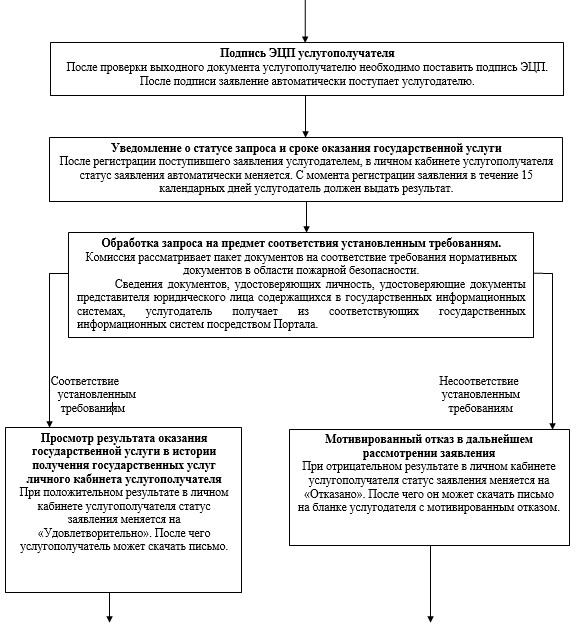 Подпись ЭЦП услугополучателя
После проверки выходного документа услугополучателю необходимо поставить подпись ЭЦП.
После подписи заявление автоматически поступает услугодателю.
Уведомление о статусе запроса и сроке оказания государственной услуги
После регистрации поступившего заявления услугодателем, в личном кабинете услугополучателя
статус заявления автоматически меняется. С момента регистрации заявления в течение 15
календарных дней услугодатель должен выдать результат.
Обработка запроса на предмет соответствия установленным требованиям.
Комиссия рассматривает пакет документов на соответствие требования нормативных
документов в области пожарной безопасности.
Сведения документов, удостоверяющих личность, удостоверяющие документы
представителя юридического лица содержащихся в государственных информационных
системах, услугодатель получает из соответствующих государственных
информационных систем посредством Портала.
Соответствие
установленным
требованиям
Несоответствие
установленным
требованиям
Просмотр результата оказания
государственной услуги в истории
получения государственных услуг
личного кабинета услугополучателя
При положительном результате в личном
кабинете услугополучателя статус
заявления меняется на
«Удовлетворительно». После чего
услугополучатель может скачать письмо.
Мотивированный отказ в дальнейшем
рассмотрении заявления
При отрицательном результате в личном кабинете
услугополучателя статус заявления меняется на
«Отказано». После чего он может скачать письмо
на бланке услугодателя с мотивированным отказом.